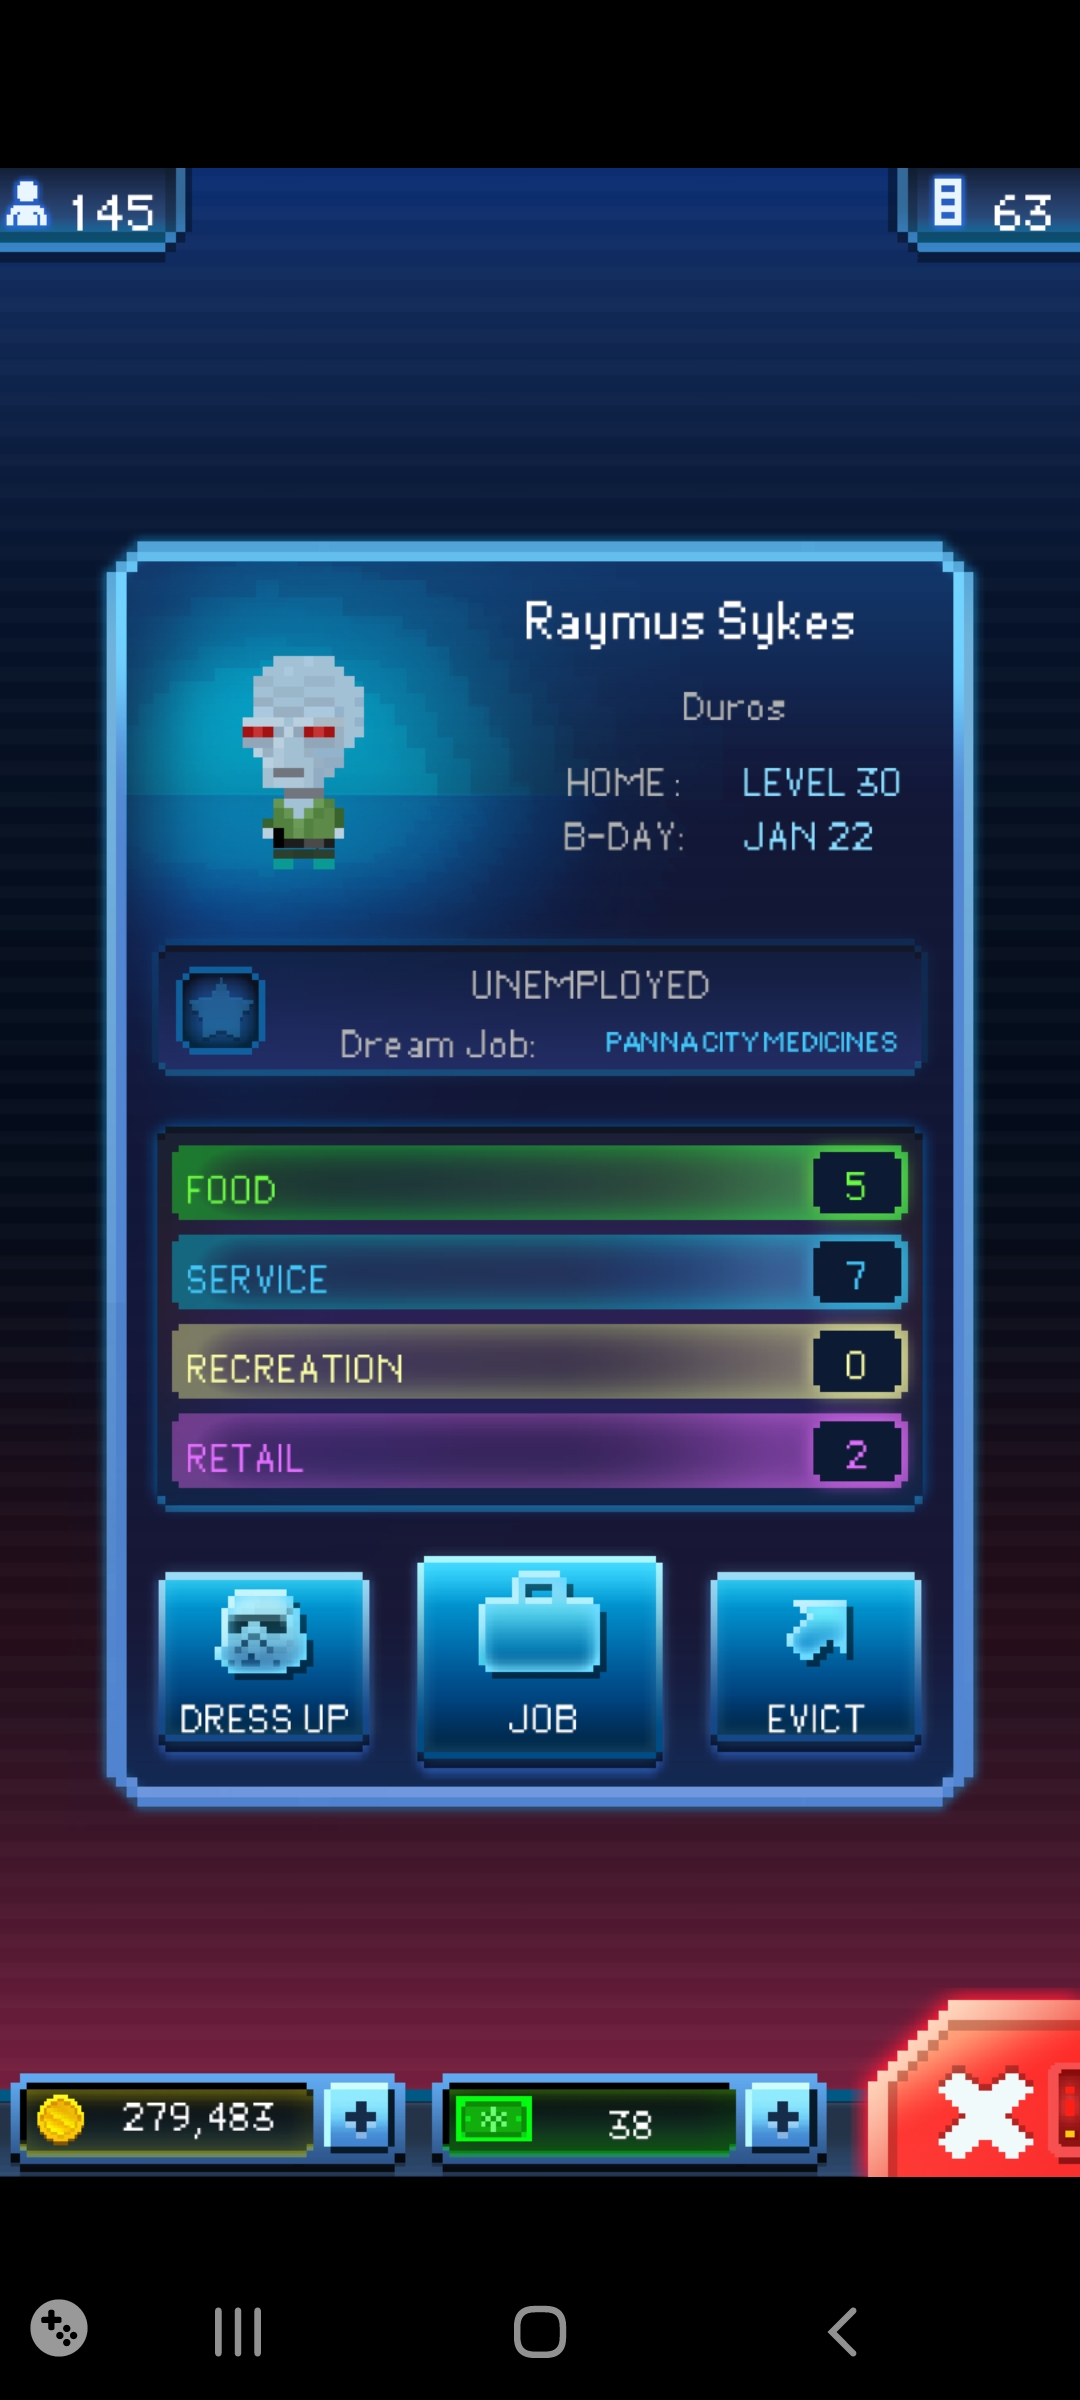 145
63
Raymus Sykes
Duros
HOME: LEVEL 30
B-DAY: JAN 22
UNEMPLOYED
Dream Job: PANNA CITY MEDICINES
FOOD 5
SERVICE 7
RECREATION 0
RETAIL 2
DRESS UP
JOB
EVICT
279,483
38